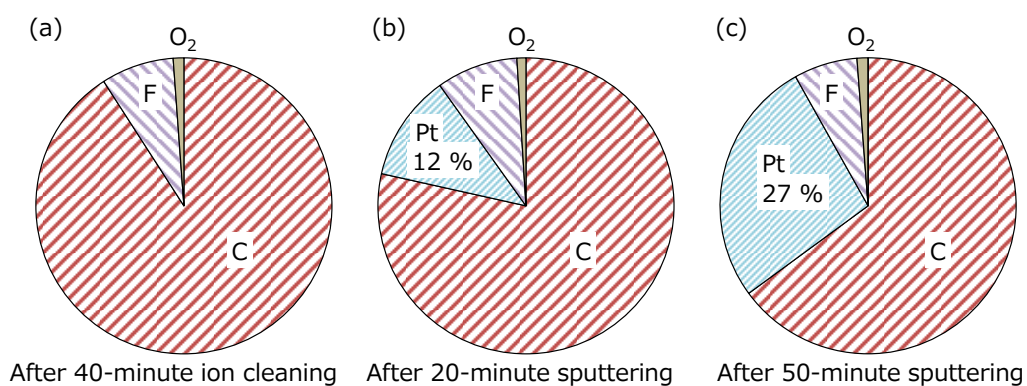 (a)
O2
F
C
After 40-minute ion cleaning
(b)
O2
F
Pt
12 %
C
After 20-minute sputtering
(c)
O2
F
Pt
27 %
C
After 50-minute sputtering